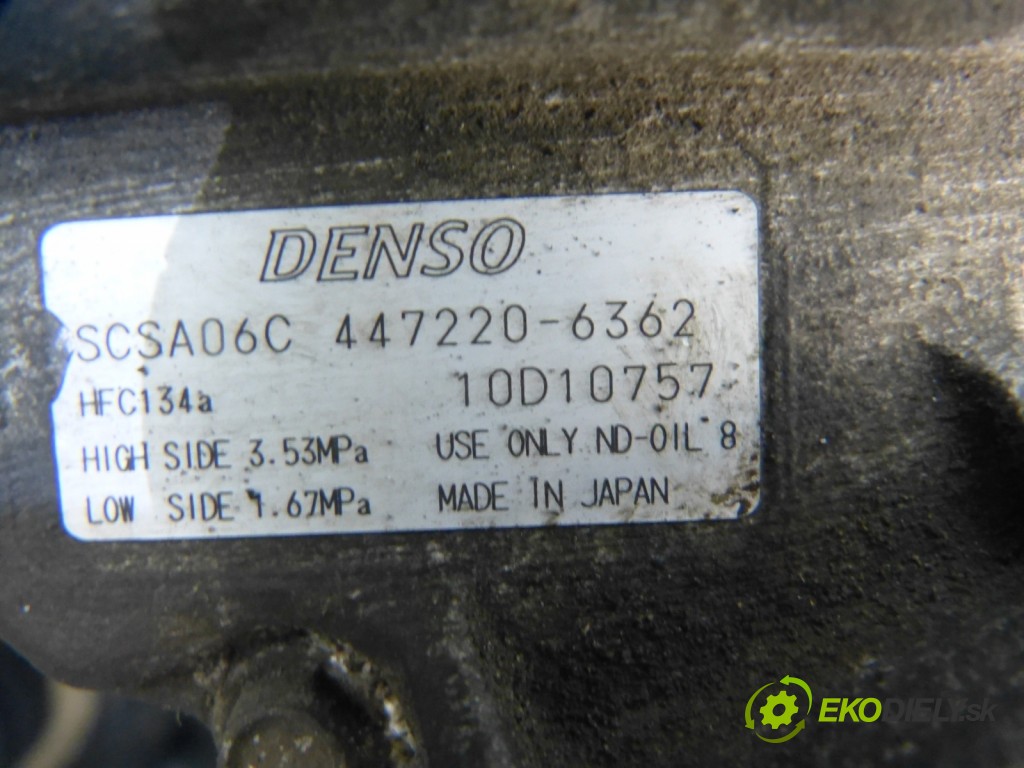 DENSO
SCSA06C 447220-6362
HFC134a 10D10757
HIGH SIDE 3.53MPa USE ONLY ND-OIL 8
LOW SIDE 1.67MPa MADE IN JAPAN
EKODIELY.sk